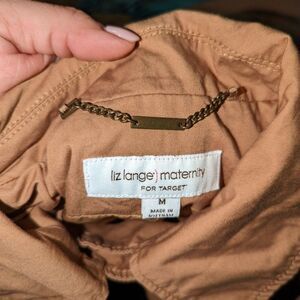 liz lange) maternity
FOR TARGET
M
MADE IN
VIETNAM